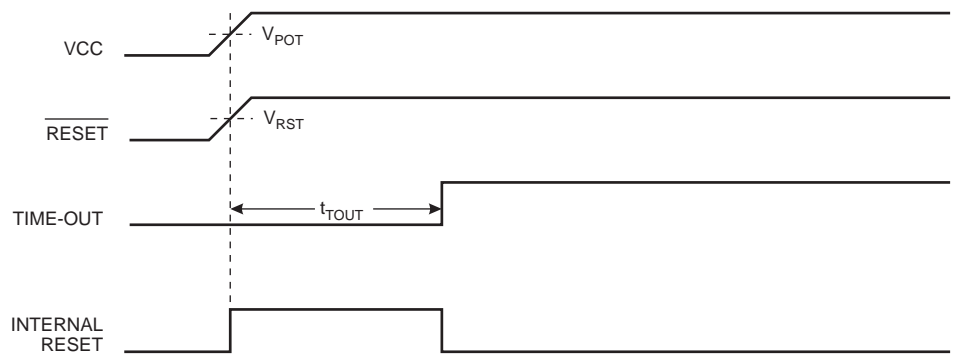 VCC
VPOT
RESET
VRST
TIME-OUT
tTOUT
INTERNAL
RESET